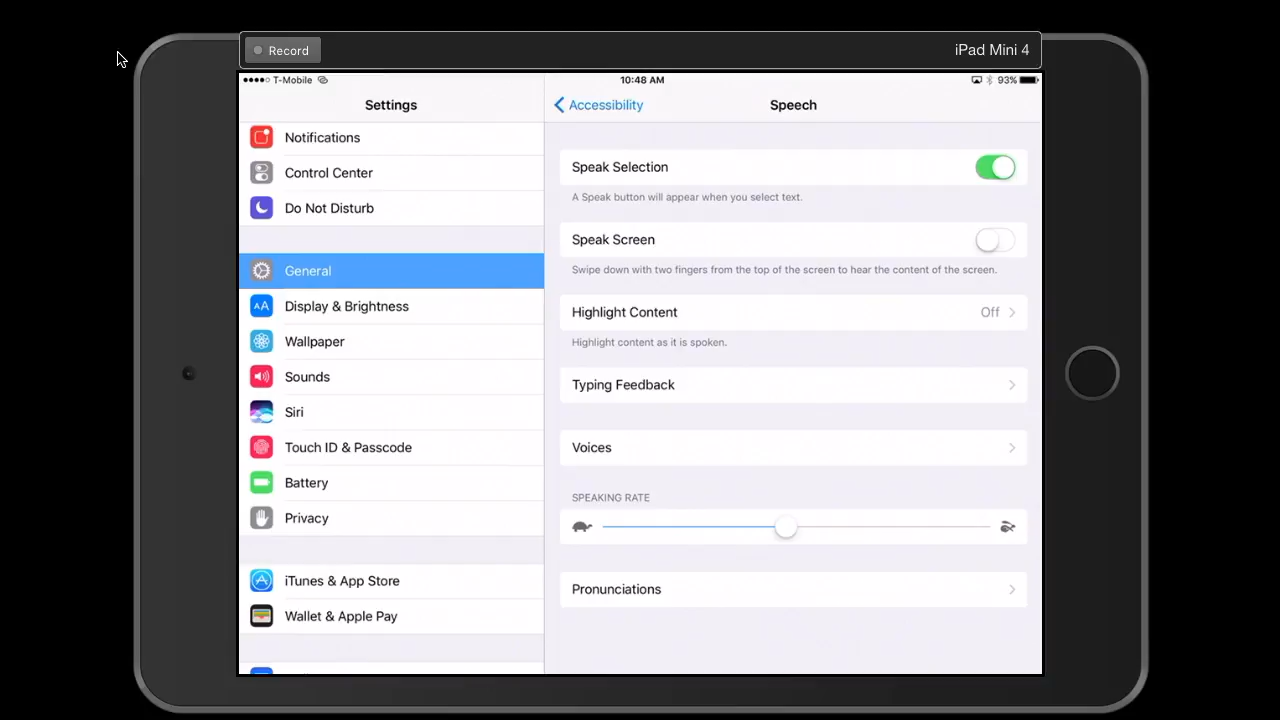 Record
iPad Mini 4
T-Mobile
10:48 AM
93%
Settings
Accessibility
Speech
Notifications
Control Center
Do Not Disturb
General
Display & Brightness
Wallpaper
Sounds
Siri
Touch ID & Passcode
Battery
Privacy
iTunes & App Store
Wallet & Apple Pay
Speak Selection
A Speak button will appear when you select text.
Speak Screen
Swipe down with two fingers from the top of the screen to hear the content of the screen.
Highlight Content Off
Highlight content as it is spoken.
Typing Feedback
Voices
SPEAKING RATE
Pronunciations